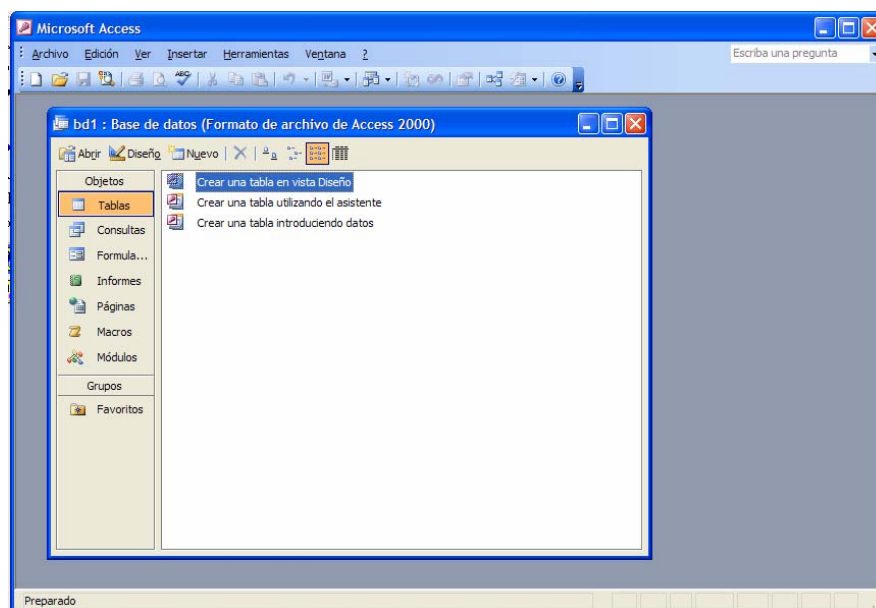 Microsoft Access
Archivo Edición Ver Insertar Herramientas Ventana ? Escriba una pregunta
bd1 : Base de datos (Formato de archivo de Access 2000)
Abrir Diseño Nuevo
Objetos
Tablas
Consultas
Formula...
Informes
Páginas
Macros
Módulos
Grupos
Favoritos
Crear una tabla en vista Diseño
Crear una tabla utilizando el asistente
Crear una tabla introduciendo datos
Preparado